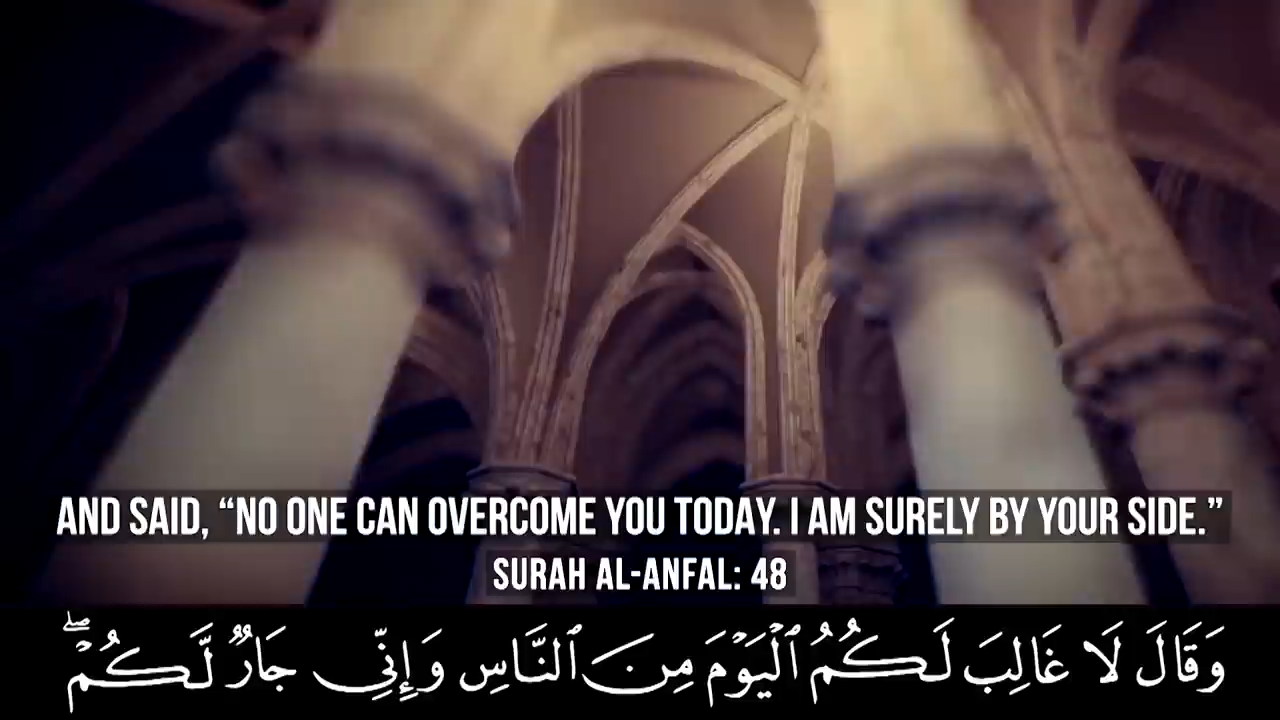 AND SAID, “NO ONE CAN OVERCOME YOU TODAY. I AM SURELY BY YOUR SIDE.”
SURAH AL-ANFAL: 48
وَقَالَ لَا غَالِبَ لَكُمُ ٱلْيَوْمَ مِنَ ٱلنَّاسِ وَإِنِّى جَارٌ لَّكُمْ ۖ